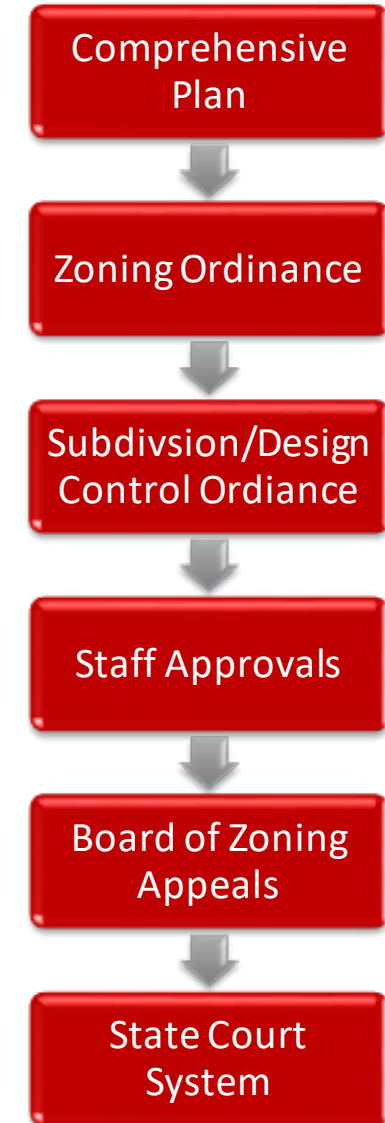 Comprehensive
Plan
Zoning Ordinance
Subdivsion/Design
Control Ordiance
Staff Approvals
Board of Zoning
Appeals
State Court
System